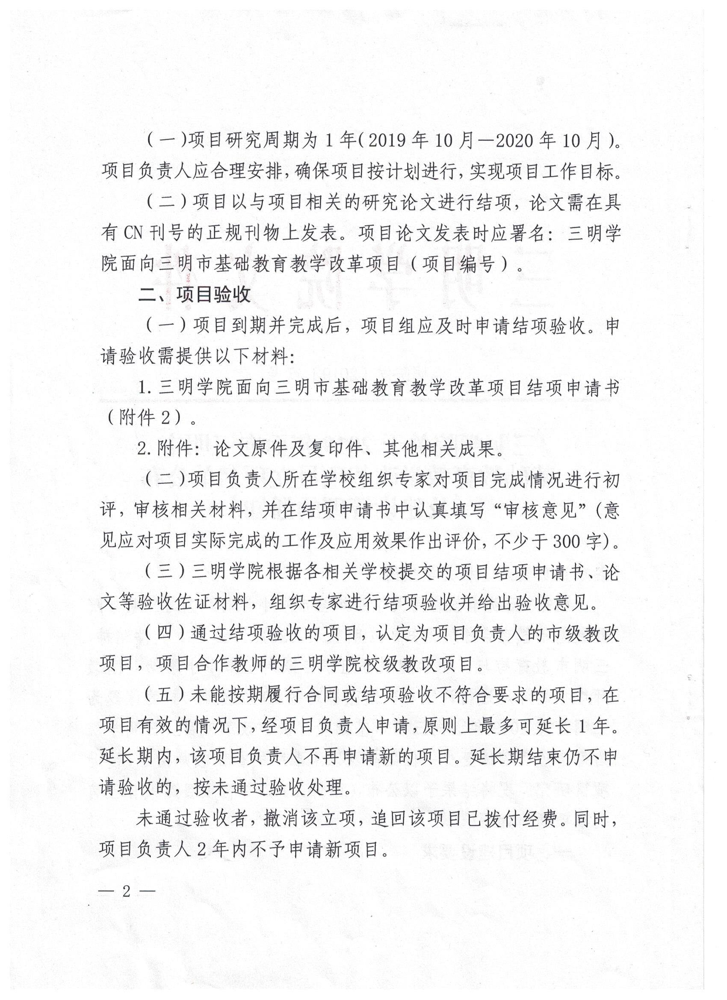 （一）项目研究周期为 1 年（2019 年 10 月—2020 年 10 月）。
项目负责人应合理安排，确保项目按计划进行，实现项目工作目标。
（二）项目以与项目相关的研究论文进行结项，论文需在具
有 CN 刊号的正规刊物上发表。项目论文发表时应署名：三明学
院面向三明市基础教育教学改革项目（项目编号）。
二、项目验收
（一）项目到期并完成后，项目组应及时申请结项验收。申
请验收需提供以下材料：
1. 三明学院面向三明市基础教育教学改革项目结项申请书
（附件 2）。
2. 附件：论文原件及复印件、其他相关成果。
（二）项目负责人所在学校组织专家对项目完成情况进行初
评，审核相关材料，并在结项申请书中认真填写“审核意见”（意
见应对项目实际完成的工作及应用效果作出评价，不少于 300 字）。
（三）三明学院根据各相关学校提交的项目结项申请书、论
文等验收佐证材料，组织专家进行结项验收并给出验收意见。
（四）通过结项验收的项目，认定为项目负责人的市级教改
项目，项目合作教师的三明学院校级教改项目。
（五）未能按期履行合同或结项验收不符合要求的项目，在
项目有效的情况下，经项目负责人申请，原则上最多可延长 1 年。
延长期内，该项目负责人不再申请新的项目。延长期结束仍不申
请验收的，按未通过验收处理。
未通过验收者，撤消该立项，追回该项目已拨付经费。同时，
项目负责人 2 年内不予申请新项目。
— 2 —